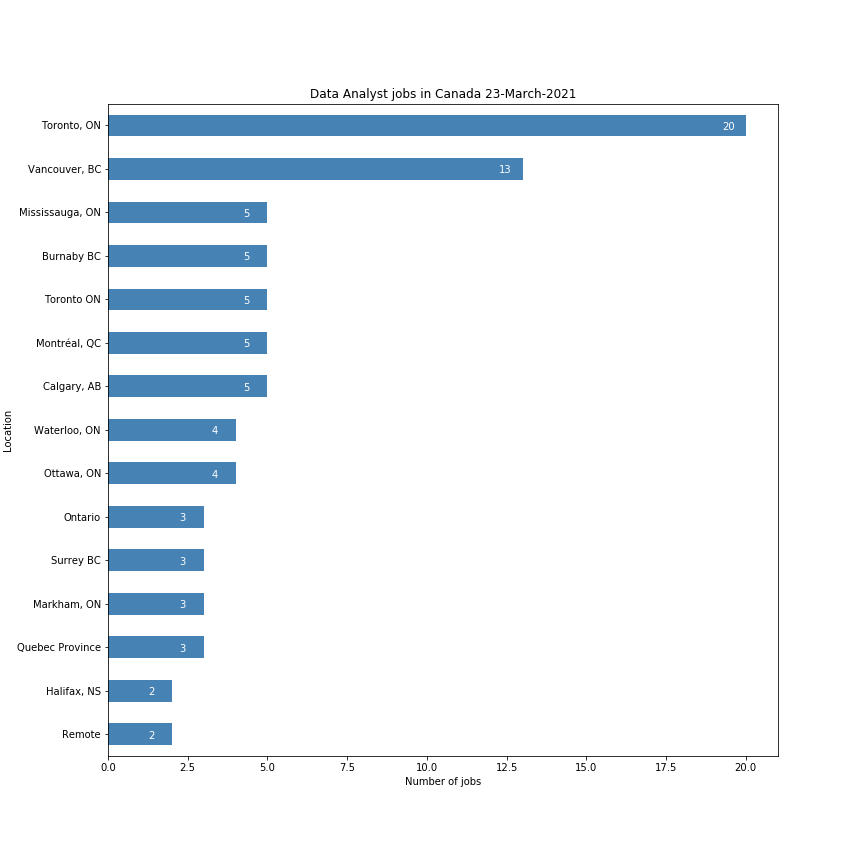 Data Analyst jobs in Canada 23-March-2021
Toronto, ON 20
Vancouver, BC 13
Mississauga, ON 5
Burnaby BC 5
Toronto ON 5
Montréal, QC 5
Calgary, AB 5
Waterloo, ON 4
Ottawa, ON 4
Ontario 3
Surrey BC 3
Markham, ON 3
Quebec Province 3
Halifax, NS 2
Remote 2
Location
0.0 2.5 5.0 7.5 10.0 12.5 15.0 17.5 20.0
Number of jobs